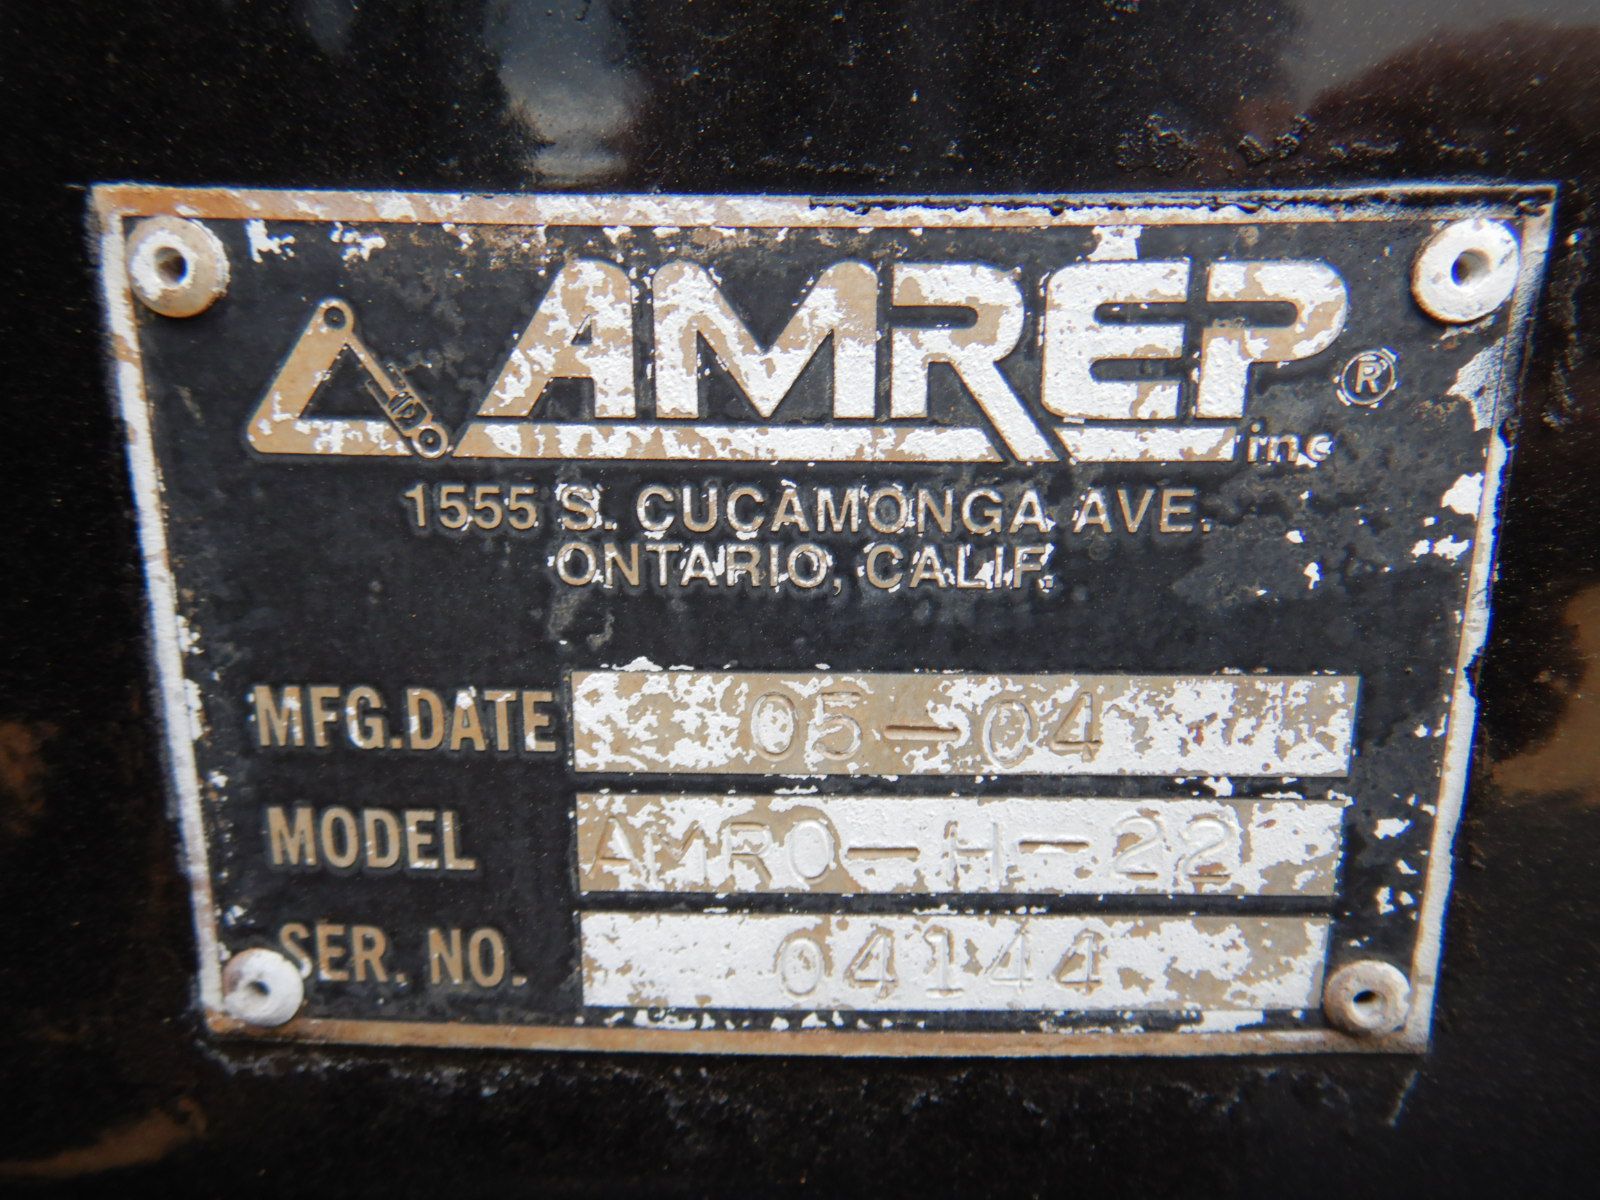 AMREP ®
inc
1555 S. CUCAMONGA AVE.
ONTARIO, CALIF.
MFG.DATE 05-04
MODEL AMRO-H-22
SER. NO. 04144